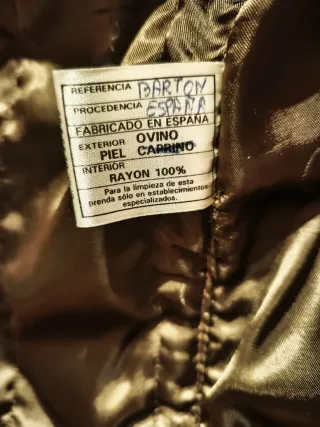 REFERENCIA BARTON
PROCEDENCIA ESPAÑA
FABRICADO EN ESPAÑA
EXTERIOR OVINO
PIEL CAPRINO
INTERIOR
RAYON 100%
Para la limpieza de esta
prenda sólo en establecimientos
especializados.